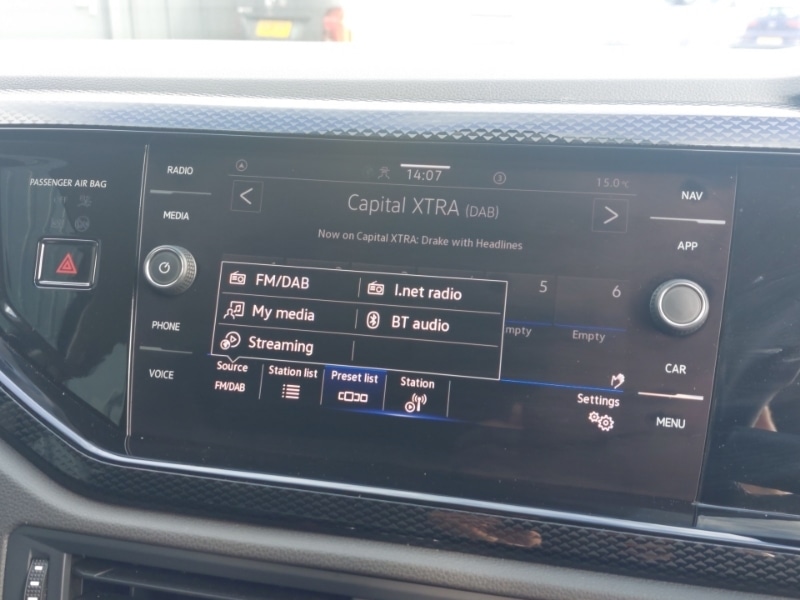 PASSENGER AIR BAG
RADIO
MEDIA
PHONE
VOICE
14:07
3
15.0°C
Capital XTRA (DAB)
Now on Capital XTRA: Drake with Headlines
FM/DAB
I.net radio
My media
BT audio
Streaming
5
6
mpty
Empty
Source
FM/DAB
Station list
Preset list
Station
Settings
NAV
APP
CAR
MENU